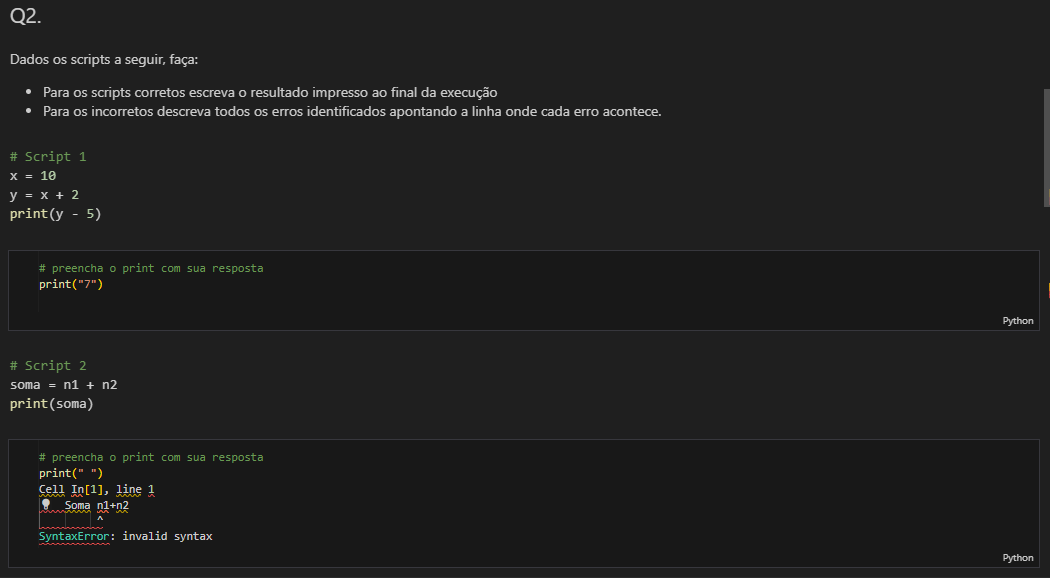 Q2.
Dados os scripts a seguir, faça:
• Para os scripts corretos escreva o resultado impresso ao final da execução
• Para os incorretos descreva todos os erros identificados apontando a linha onde cada erro acontece.
# Script 1
x = 10
y = x + 2
print(y - 5)
# preencha o print com sua resposta
print("7")
Python
# Script 2
soma = n1 + n2
print(soma)
# preencha o print com sua resposta
print(" ")
Cell In[1], line 1
Soma n1+n2
^
SyntaxError: invalid syntax
Python